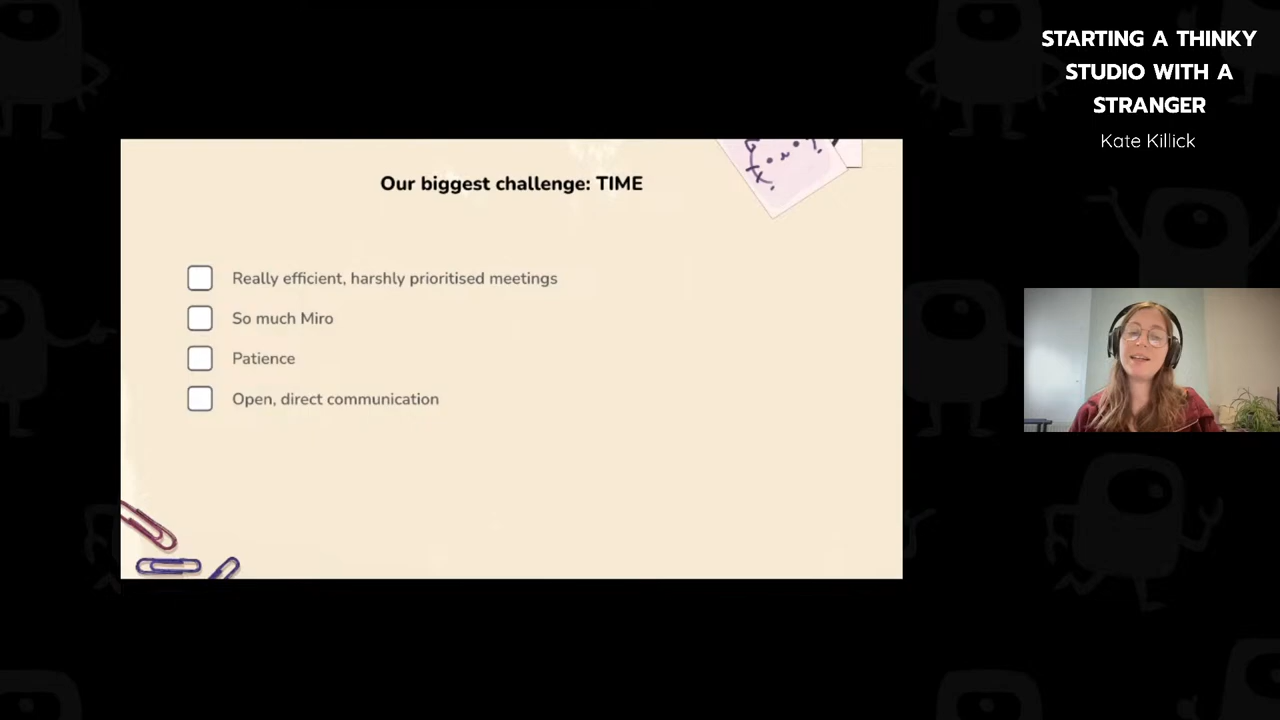 STARTING A THINKY
STUDIO WITH A
STRANGER
Kate Killick
Our biggest challenge: TIME
Really efficient, harshly prioritised meetings
So much Miro
Patience
Open, direct communication